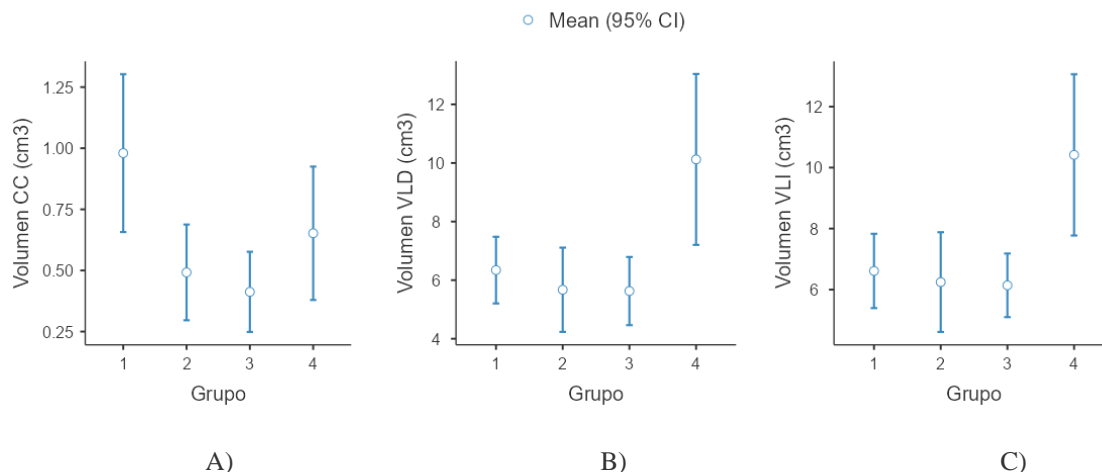 Mean (95% CI)
Volumen CC (cm3)
1.25
1.00
0.75
0.50
0.25
1 2 3 4
Grupo
A)
Volumen VLD (cm3)
12
10
8
6
4
1 2 3 4
Grupo
B)
Volumen VLI (cm3)
12
10
8
6
1 2 3 4
Grupo
C)